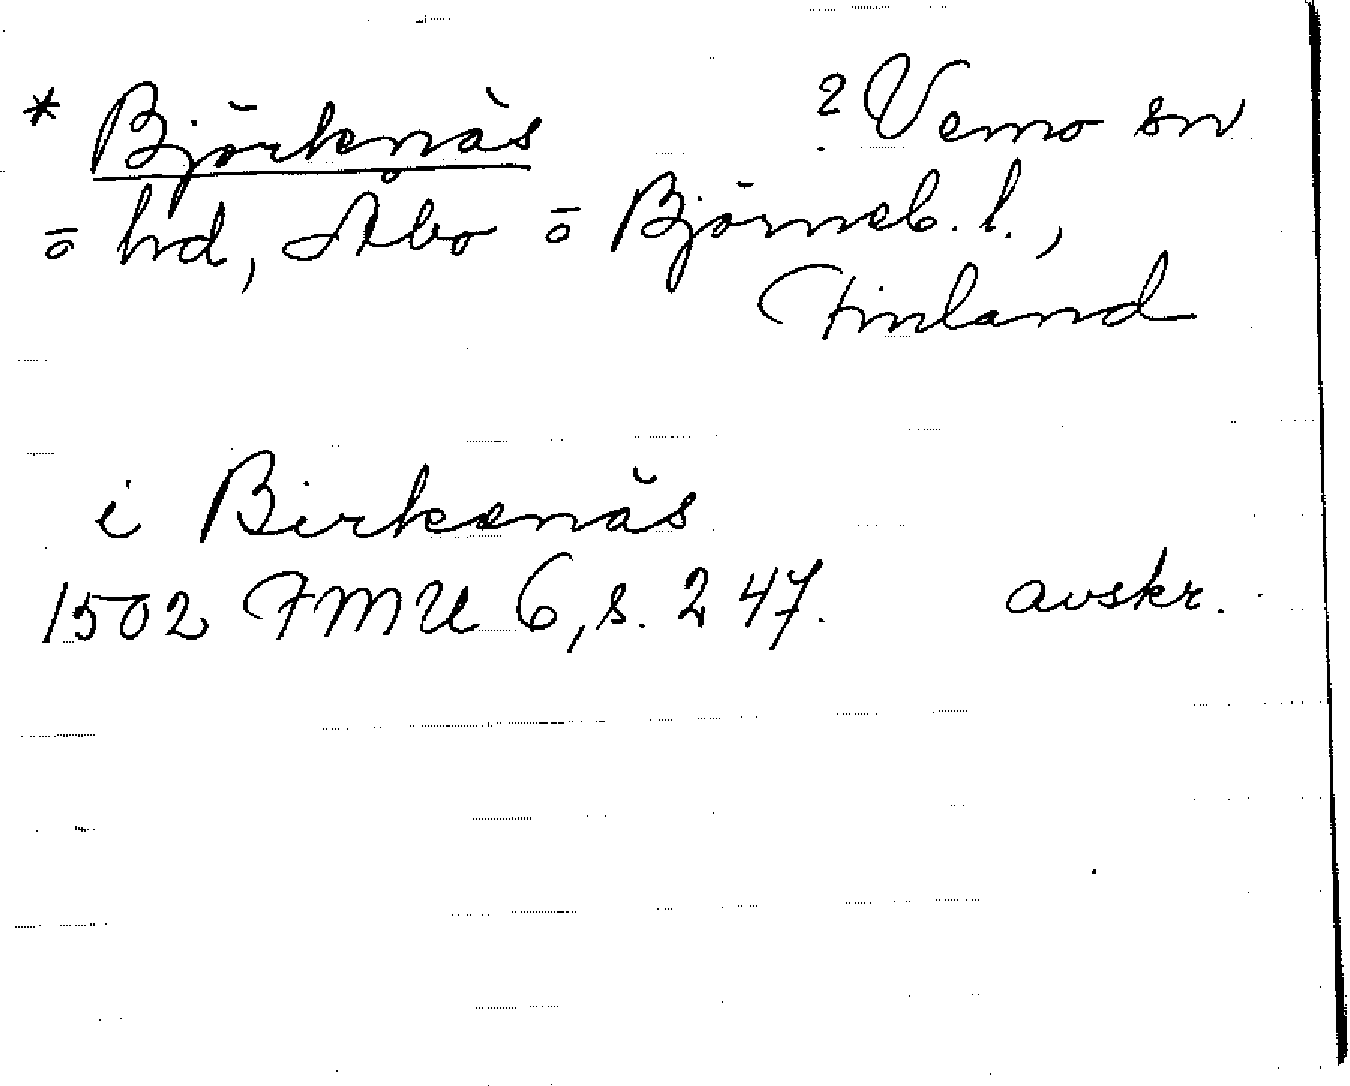 * Björkenäs ? Vemo sn
ō hd, Åbo ō Björneb. l.,
Finland
i Birkenäs
1502 FMU 6, s. 247. avskr.